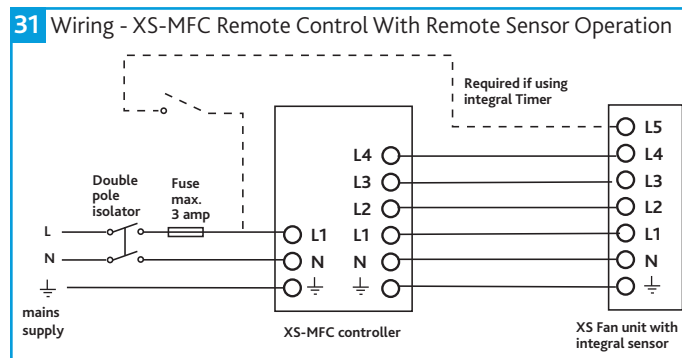 31 Wiring - XS-MFC Remote Control With Remote Sensor Operation
Required if using
integral Timer
L5
L4
L4
L3
L3
L2
L2
Double
pole
isolator
Fuse
max.
3 amp
L
L1
L1
L1
N
N
N
N
mains
supply
XS-MFC controller
XS Fan unit with
integral sensor